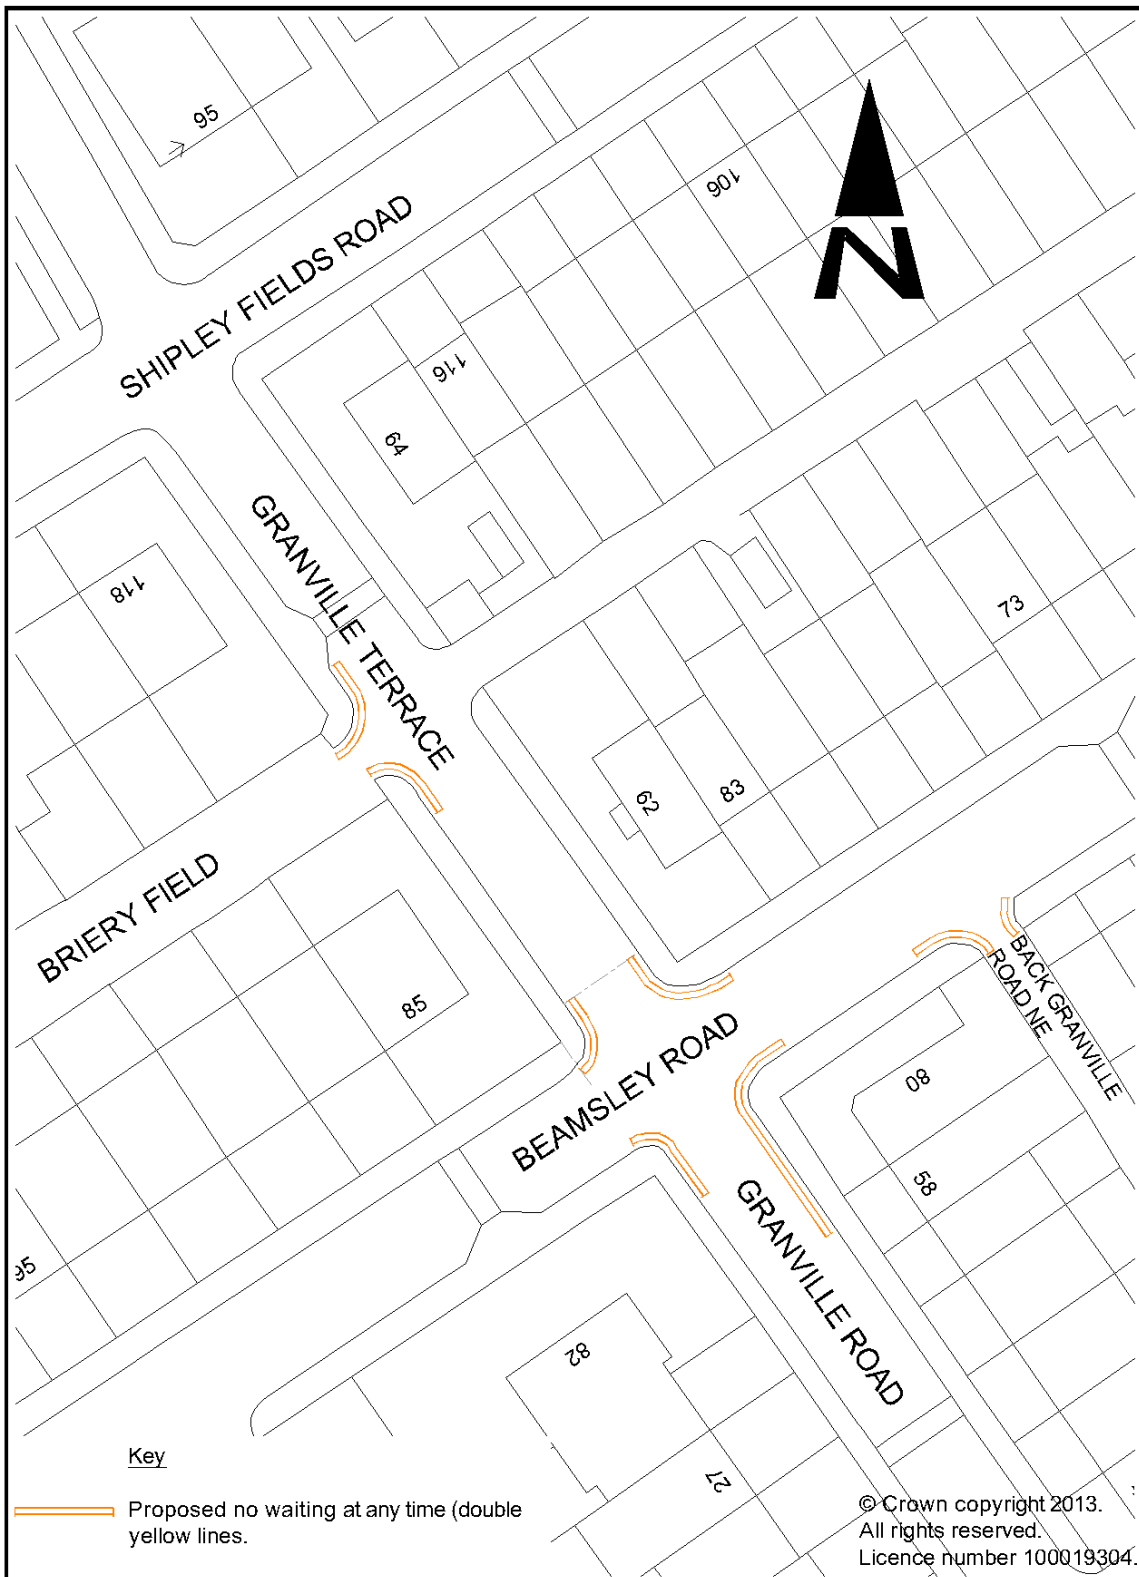 95
SHIPLEY FIELDS ROAD
106
N
116
64
GRANVILLE TERRACE
118
73
62
83
BRIERY FIELD
85
BACK GRANVILLE
ROAD NE
BEAMSLEY ROAD
80
58
GRANVILLE ROAD
95
82
27
Key
Proposed no waiting at any time (double
yellow lines.
© Crown copyright 2013.
All rights reserved.
Licence number 100019304.